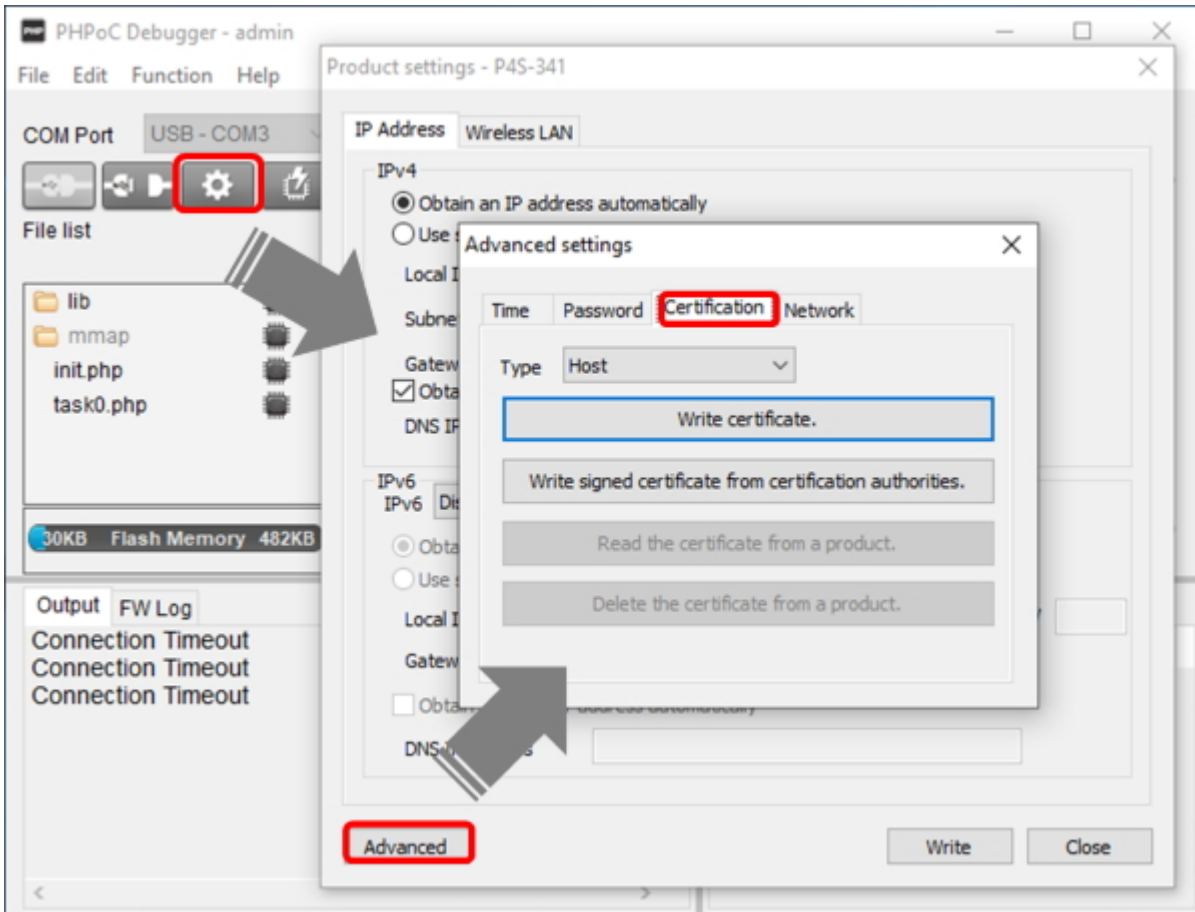 PHPoC Debugger - admin
File Edit Function Help
COM Port USB - COM3
File list
lib
mmap
init.php
task0.php
30KB Flash Memory 482KB
Output FW Log
Connection Timeout
Connection Timeout
Connection Timeout
Product settings - P4S-341
IP Address Wireless LAN
IPv4
Obtain an IP address automatically
Use
Local I
Subne
Gatew
Obta
DNS IP
IPv6
IPv6 Dis
Obta
Use
Local I
Gatew
Obtain address automatically
DNS
Advanced Write Close
Advanced settings
Time Password Certification Network
Type Host
Write certificate.
Write signed certificate from certification authorities.
Read the certificate from a product.
Delete the certificate from a product.